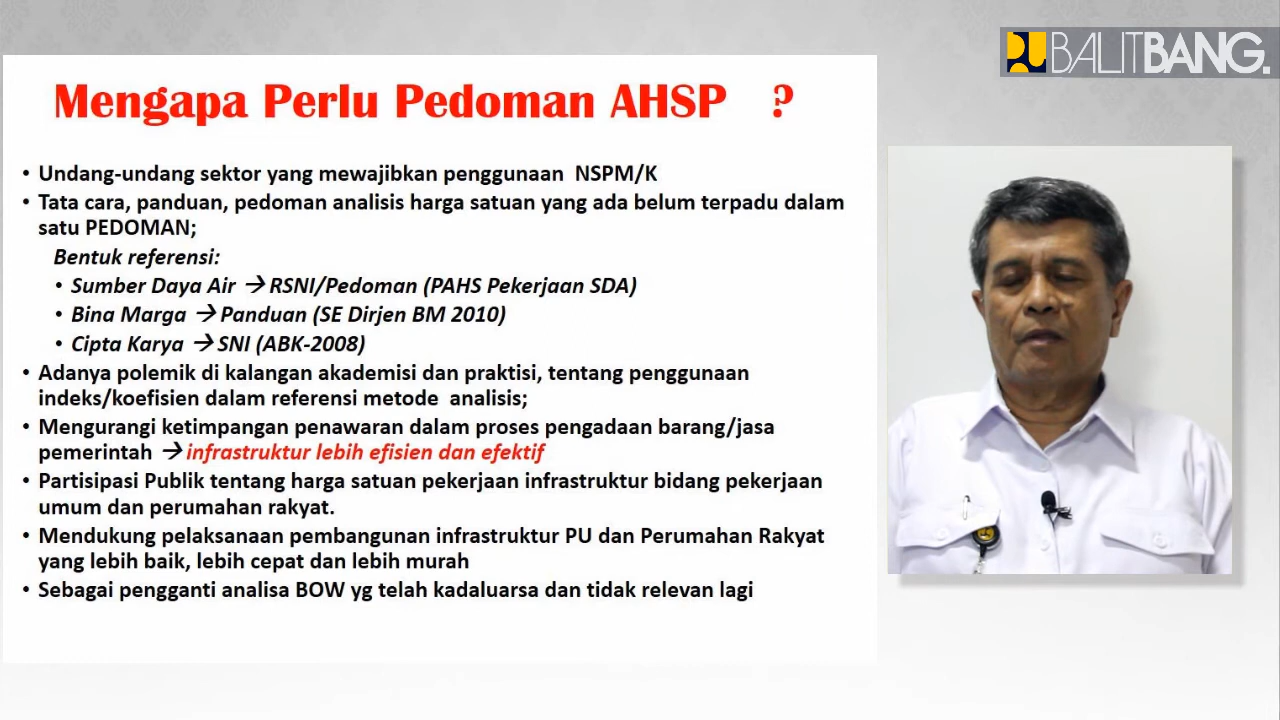 BALITBANG.
Mengapa Perlu Pedoman AHSP ?
• Undang-undang sektor yang mewajibkan penggunaan NSPM/K
• Tata cara, panduan, pedoman analisis harga satuan yang ada belum terpadu dalam
satu PEDOMAN;
Bentuk referensi:
• Sumber Daya Air → RSNI/Pedoman (PAHS Pekerjaan SDA)
• Bina Marga → Panduan (SE Dirjen BM 2010)
• Cipta Karya → SNI (ABK-2008)
• Adanya polemik di kalangan akademisi dan praktisi, tentang penggunaan
indeks/koefisien dalam referensi metode analisis;
• Mengurangi ketimpangan penawaran dalam proses pengadaan barang/jasa
pemerintah → infrastruktur lebih efisien dan efektif
• Partisipasi Publik tentang harga satuan pekerjaan infrastruktur bidang pekerjaan
umum dan perumahan rakyat.
• Mendukung pelaksanaan pembangunan infrastruktur PU dan Perumahan Rakyat
yang lebih baik, lebih cepat dan lebih murah
• Sebagai pengganti analisa BOW yg telah kadaluarsa dan tidak relevan lagi